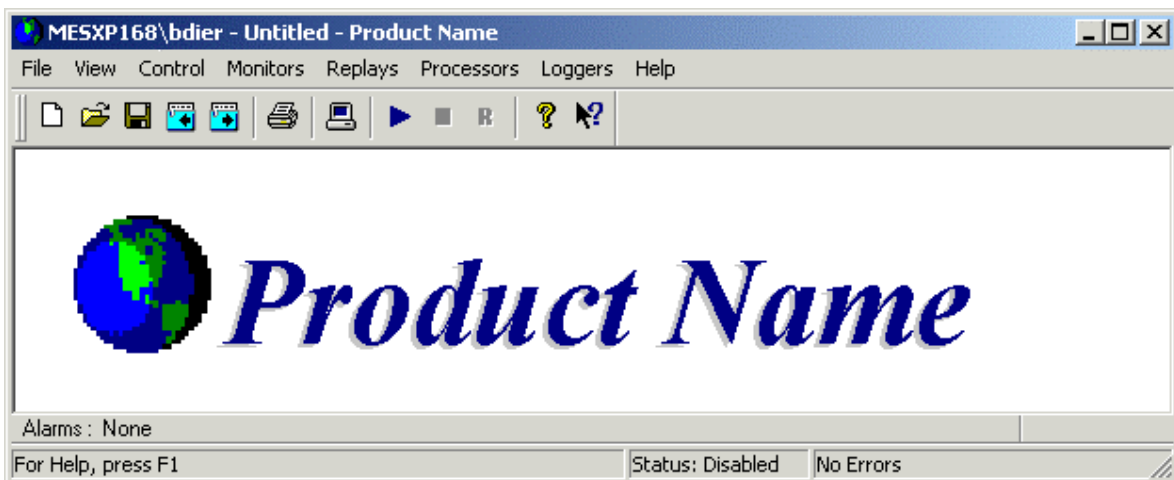 MESXP168\bdier - Untitled - Product Name
File View Control Monitors Replays Processors Loggers Help
R ? ?
Product Name
Alarms : None
For Help, press F1 Status: Disabled No Errors